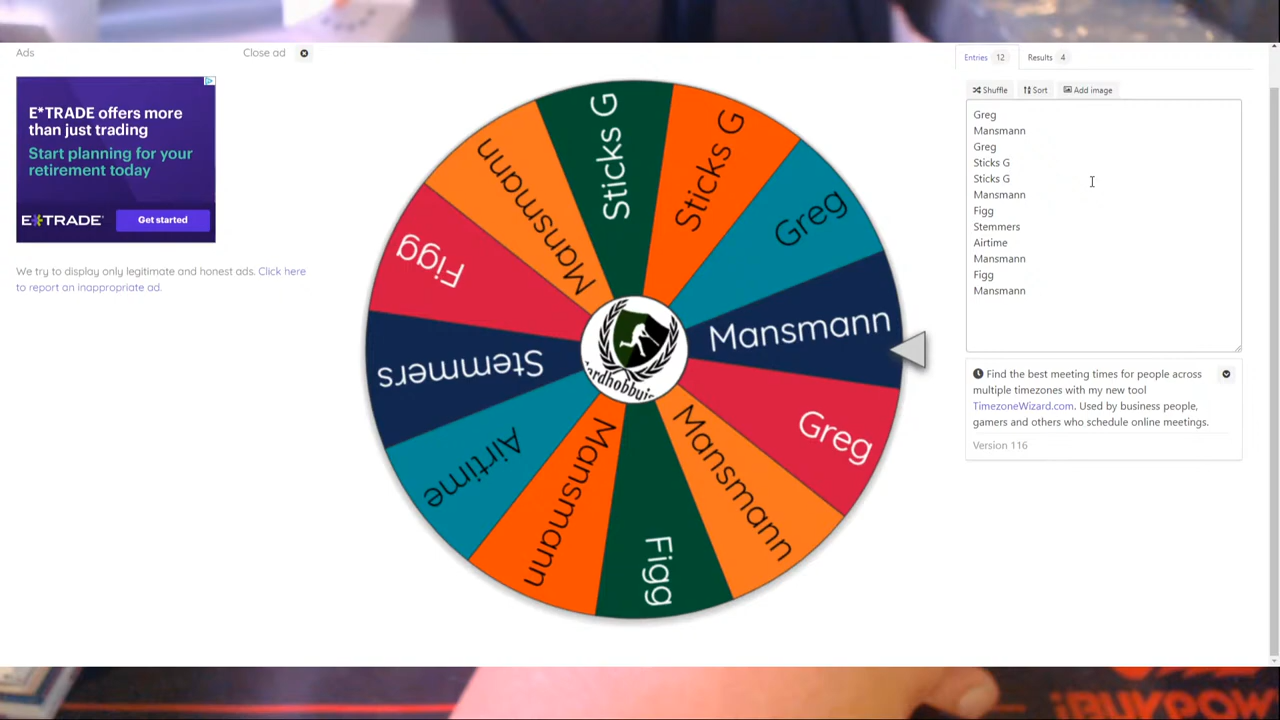 Ads
Close ad
E*TRADE offers more
than just trading
Start planning for your
retirement today
E*TRADE
Get started
We try to display only legitimate and honest ads. Click here
to report an inappropriate ad.
Sticks G
Sticks G
Greg
Mansmann
Greg
Mansmann
Figg
Mansmann
Airtime
Stemmers
Figg
Mansmann
Entries 12
Results 4
Shuffle
Sort
Add image
Greg
Mansmann
Greg
Sticks G
Sticks G
Mansmann
Figg
Stemmers
Airtime
Mansmann
Figg
Mansmann
Find the best meeting times for people across
multiple timezones with my new tool
TimezoneWizard.com. Used by business people,
gamers and others who schedule online meetings.
Version 116
iBUYPOW